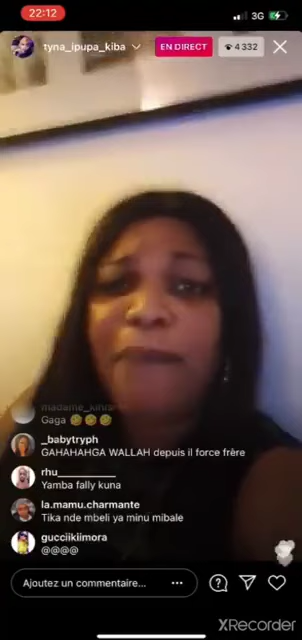 22:12
3G
tyna_ipupa_kiba
EN DIRECT
4 332
Gaga 🤣🤣🤣
_babytryph
GAHAHAHGA WALLAH depuis il force frère
rhu___________
Yamba fally kuna
la.mamu.charmante
Tika nde mbeli ya minu mibale
gucciikiimora
@@@@
Ajoutez un commentaire...
XRecorder